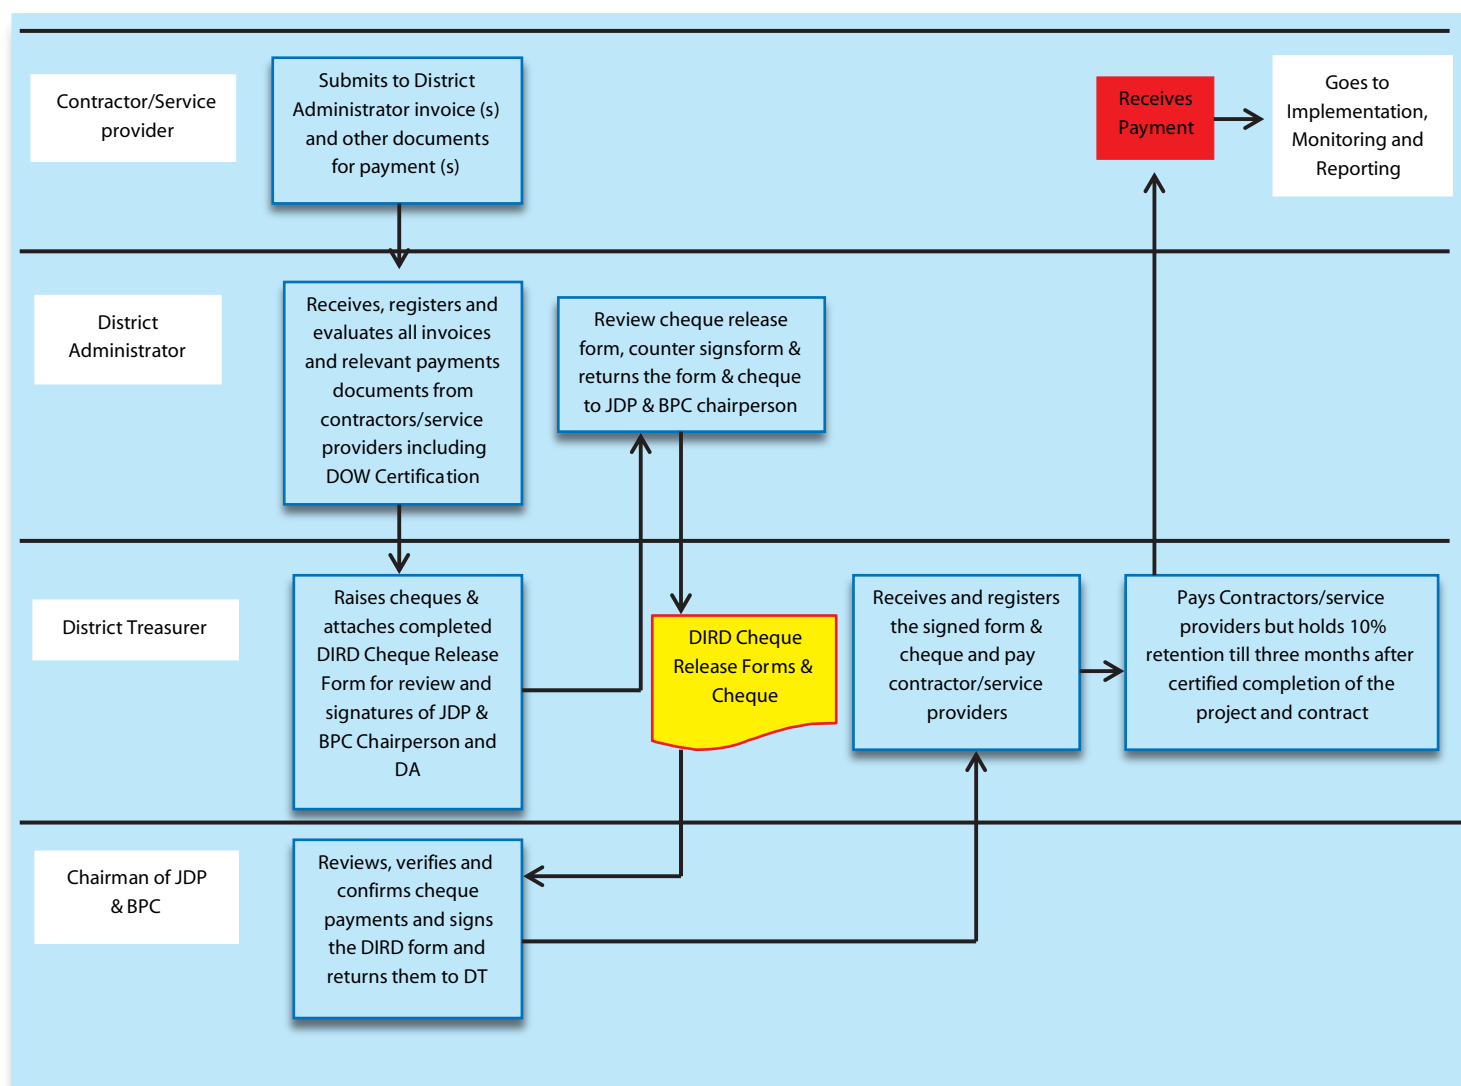 Contractor/Service
provider
Submits to District
Administrator invoice (s)
and other documents
for payment (s)
Receives
Payment
Goes to
Implementation,
Monitoring and
Reporting
District
Administrator
Receives, registers and
evaluates all invoices
and relevant payments
documents from
contractors/service
providers including
DOW Certification
Review cheque release
form, counter signsform &
returns the form & cheque
to JDP & BPC chairperson
District Treasurer
Raises cheques &
attaches completed
DIRD Cheque Release
Form for review and
signatures of JDP &
BPC Chairperson and
DA
DIRD Cheque
Release Forms &
Cheque
Receives and registers
the signed form &
cheque and pay
contractor/service
providers
Pays Contractors/service
providers but holds 10%
retention till three months after
certified completion of the
project and contract
Chairman of JDP
& BPC
Reviews, verifies and
confirms cheque
payments and signs
the DIRD form and
returns them to DT